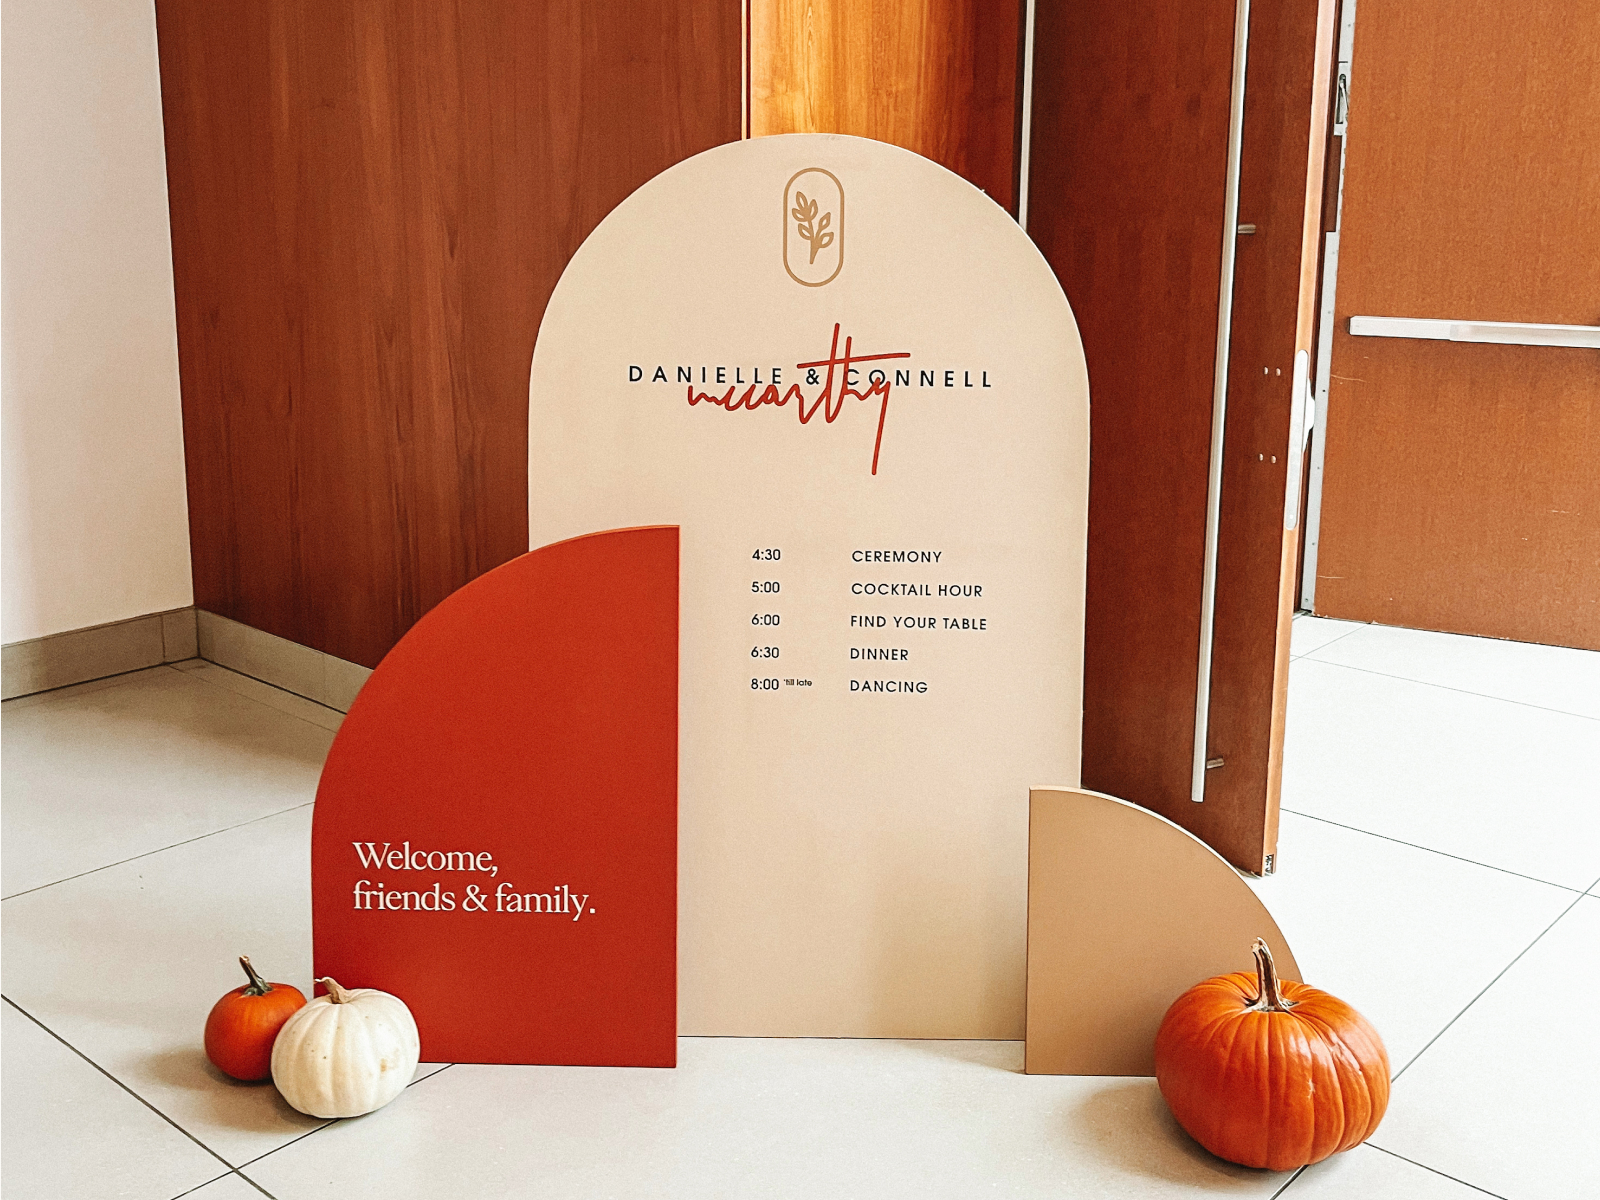 DANIELLE & CONNELL
mccarthy
4:30 CEREMONY
5:00 COCKTAIL HOUR
6:00 FIND YOUR TABLE
6:30 DINNER
8:00 'till late DANCING
Welcome,
friends & family.